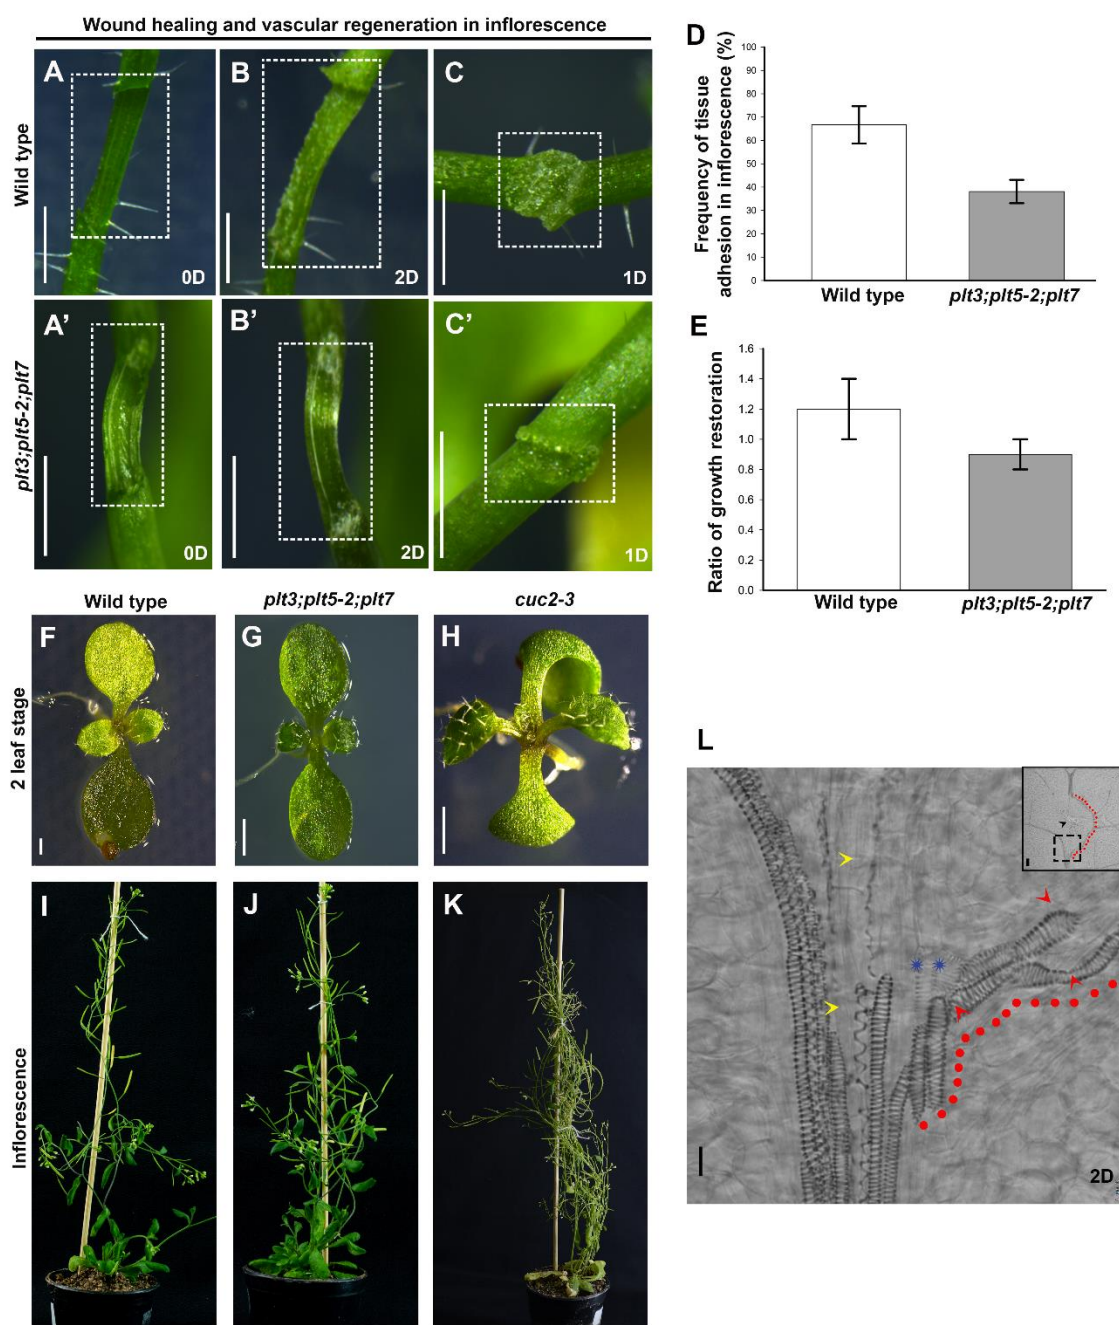 Wound healing and vascular regeneration in inflorescence
Wild type
A
0D
B
2D
C
1D
plt3;plt5-2;plt7
A’
0D
B’
2D
C’
1D
D
Frequency of tissue
adhesion in inflorescence (%)
100
90
80
70
60
50
40
30
20
10
0
Wild type
plt3;plt5-2;plt7
E
Ratio of growth restoration
1.6
1.4
1.2
1.0
0.8
0.6
0.4
0.2
0.0
Wild type
plt3;plt5-2;plt7
Wild type
plt3;plt5-2;plt7
cuc2-3
2 leaf stage
F
G
H
Inflorescence
I
J
K
L
2D